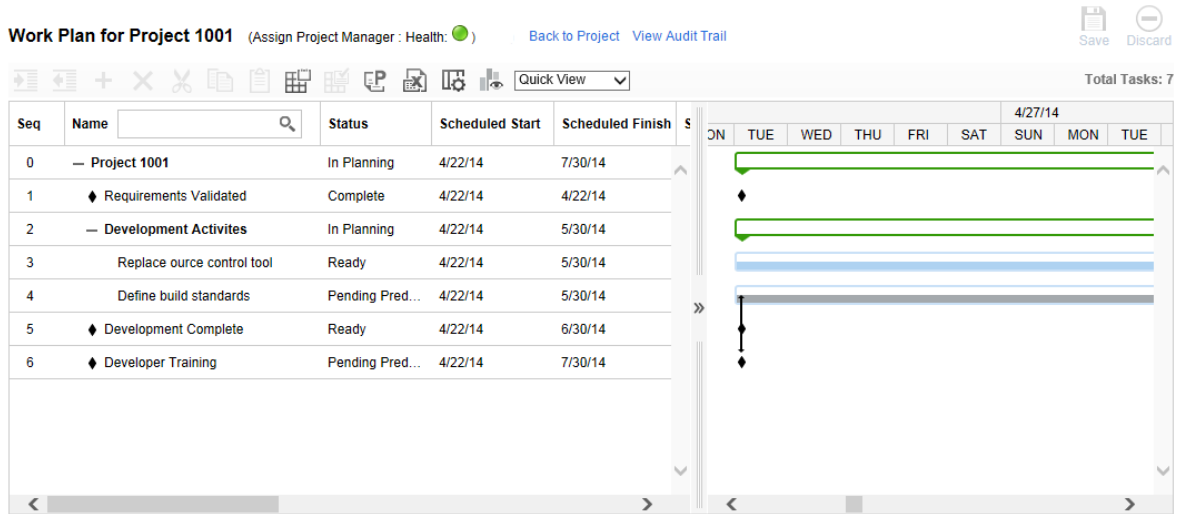 Work Plan for Project 1001 (Assign Project Manager : Health: ) Back to Project View Audit Trail
Save Discard
Quick View Total Tasks: 7
4/27/14
Seq Name Status Scheduled Start Scheduled Finish S ON TUE WED THU FRI SAT SUN MON TUE
0 Project 1001 In Planning 4/22/14 7/30/14
1 Requirements Validated Complete 4/22/14 4/22/14
2 Development Activites In Planning 4/22/14 5/30/14
3 Replace ource control tool Ready 4/22/14 5/30/14
4 Define build standards Pending Pred... 4/22/14 5/30/14
5 Development Complete Ready 4/22/14 6/30/14
6 Developer Training Pending Pred... 4/22/14 7/30/14